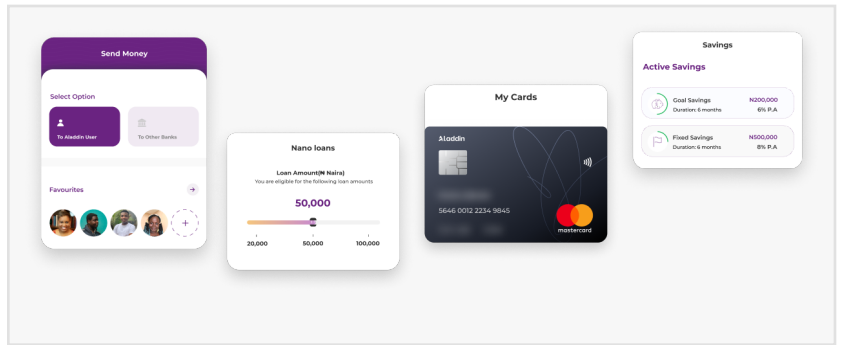 Send Money
Select Option
To Aladdin User
To Other Banks
Favourites
Nano loans
Loan Amount(₦ Naira)
You are eligible for the following loan amounts
50,000
20,000
50,000
100,000
My Cards
Aladdin
5646 0012 2234 9845
mastercard
Savings
Active Savings
Goal Savings
N200,000
Duration: 6 months
6% P.A
Fixed Savings
N500,000
Duration: 6 months
8% P.A